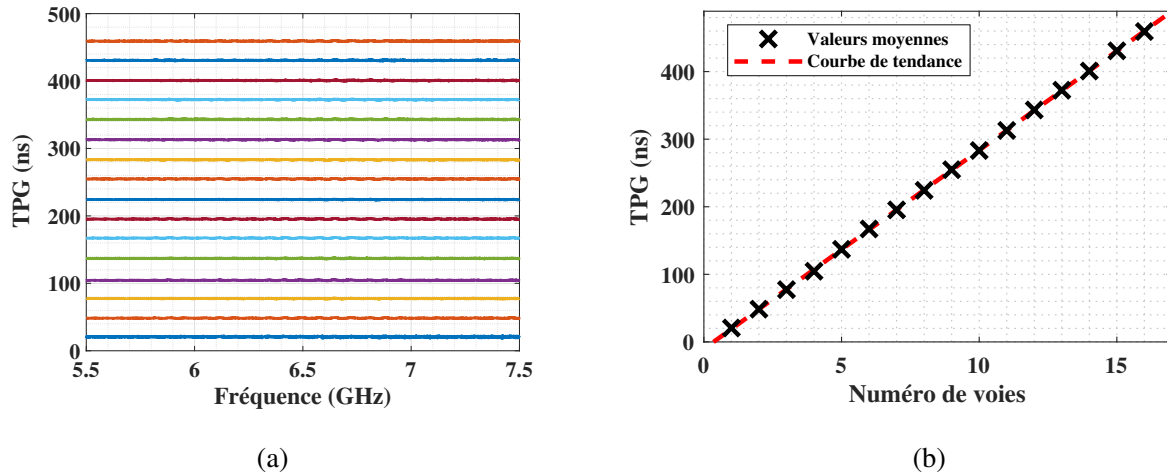 500
400
300
200
100
0
TPG (ns)
5.5
6
6.5
7
7.5
Fréquence (GHz)
(a)
Valeurs moyennes
Courbe de tendance
400
300
200
100
0
TPG (ns)
0
5
10
15
Numéro de voies
(b)